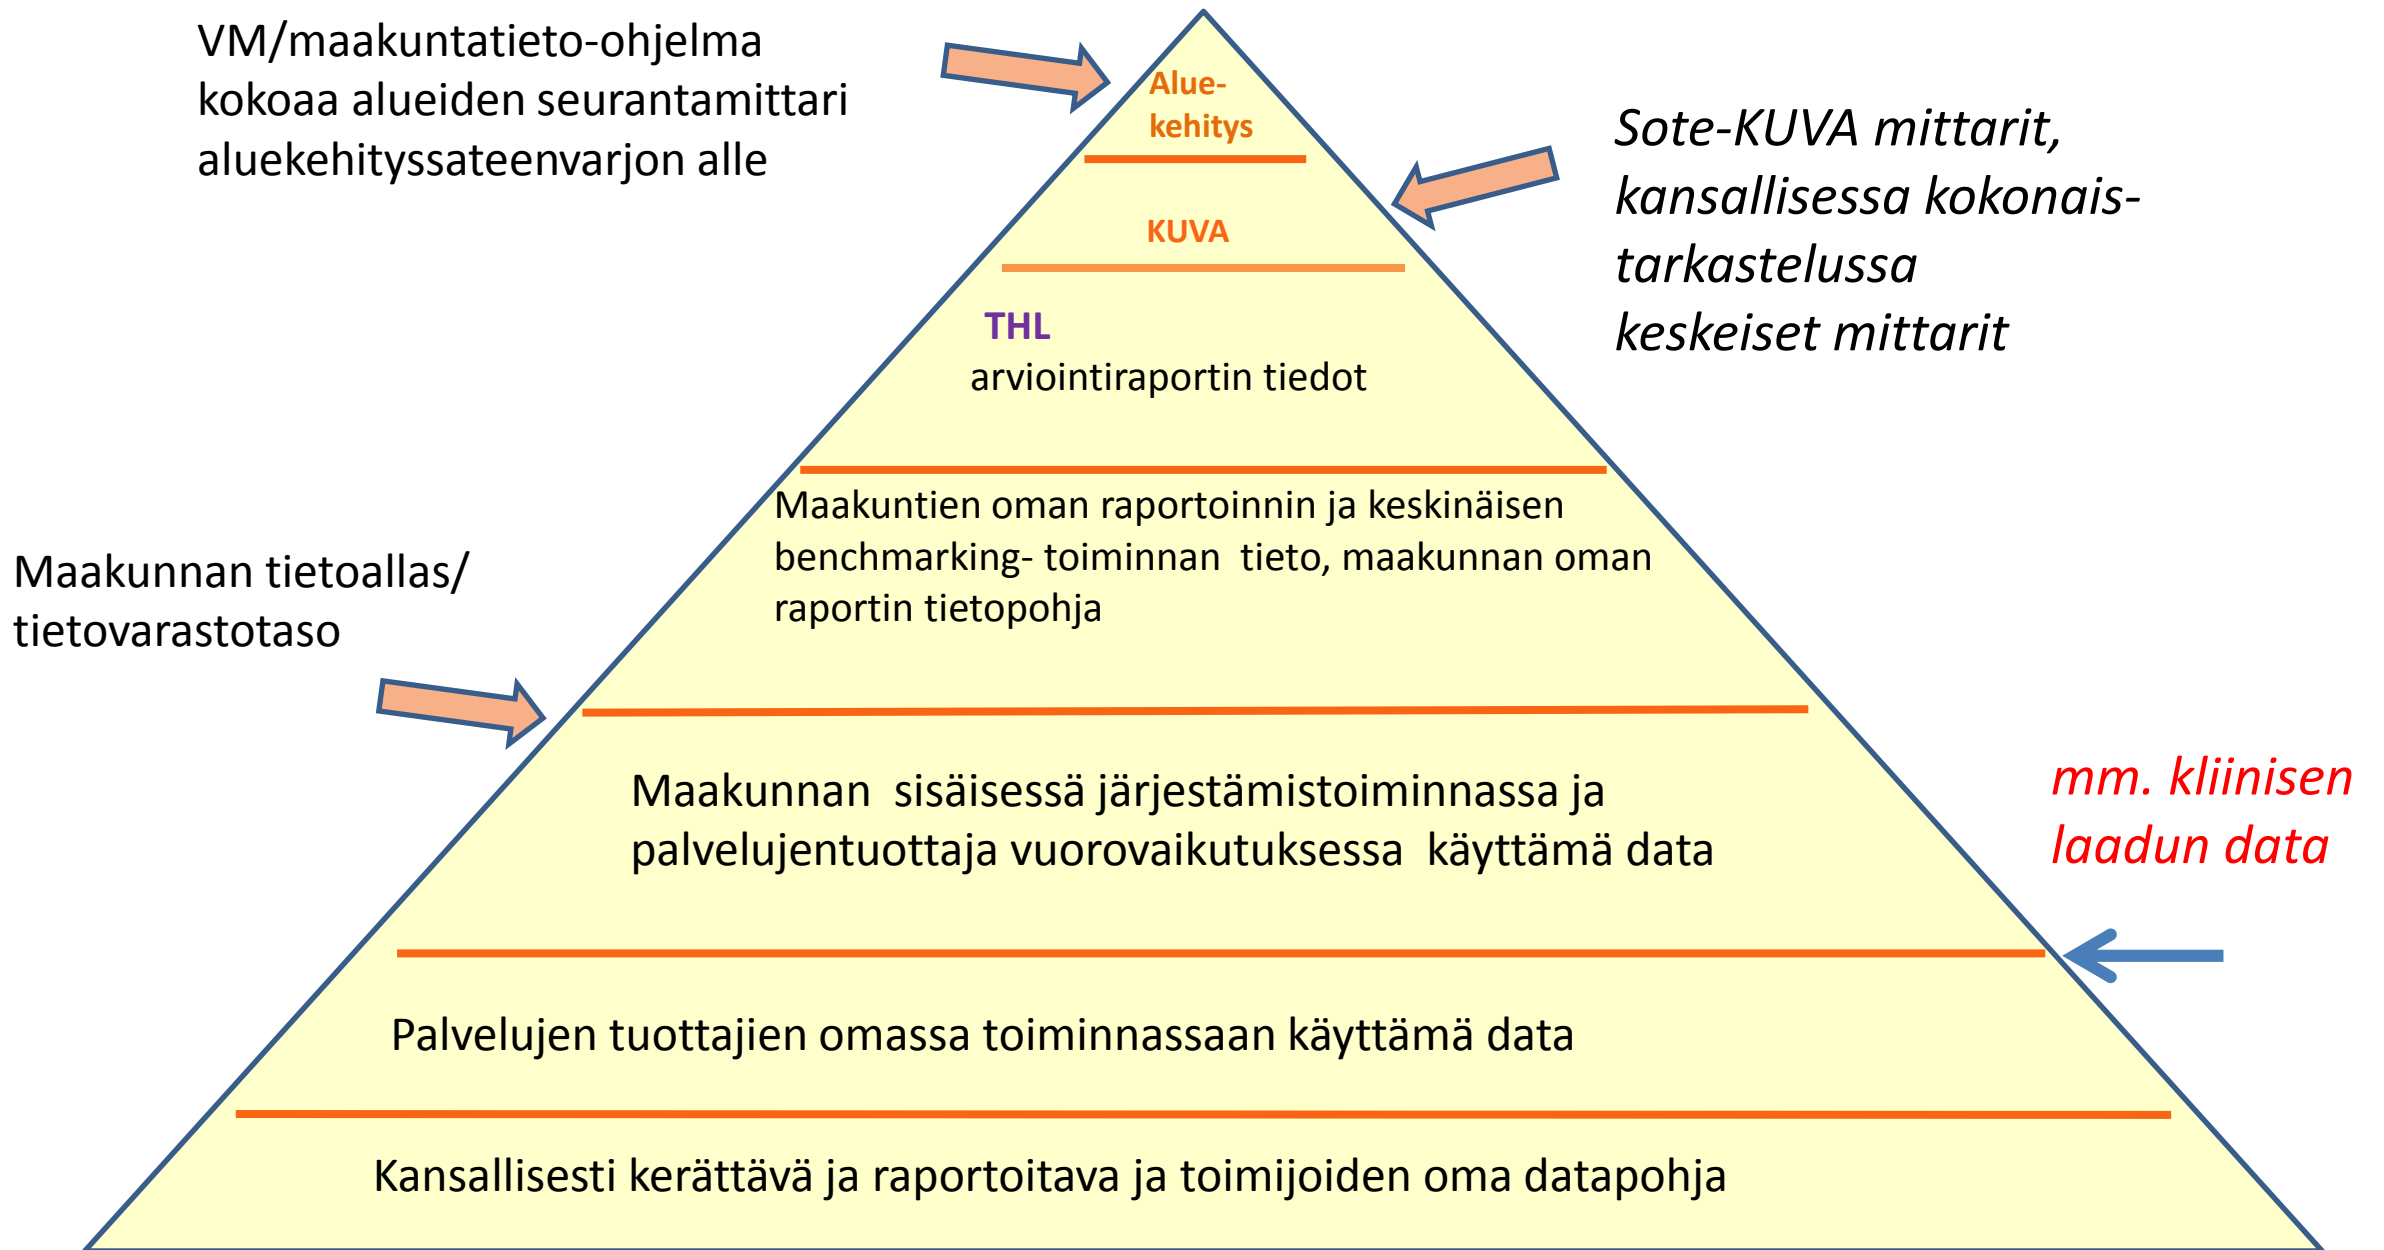 VM/maakuntatieto-ohjelma
kokoaa alueiden seurantamittari
aluekehityssateenvarjon alle
Alue-
kehitys
Sote-KUVA mittarit,
kansallisessa kokonais-
tarkastelussa
keskeiset mittarit
KUVA
THL
arviointiraportin tiedot
Maakuntien oman raportoinnin ja keskinäisen
benchmarking- toiminnan tieto, maakunnan oman
raportin tietopohja
Maakunnan tietoallas/
tietovarastotaso
Maakunnan sisäisessä järjestämistoiminnassa ja
palvelujentuottaja vuorovaikutuksessa käyttämä data
mm. kliinisen
laadun data
Palvelujen tuottajien omassa toiminnassaan käyttämä data
Kansallisesti kerättävä ja raportoitava ja toimijoiden oma datapohja